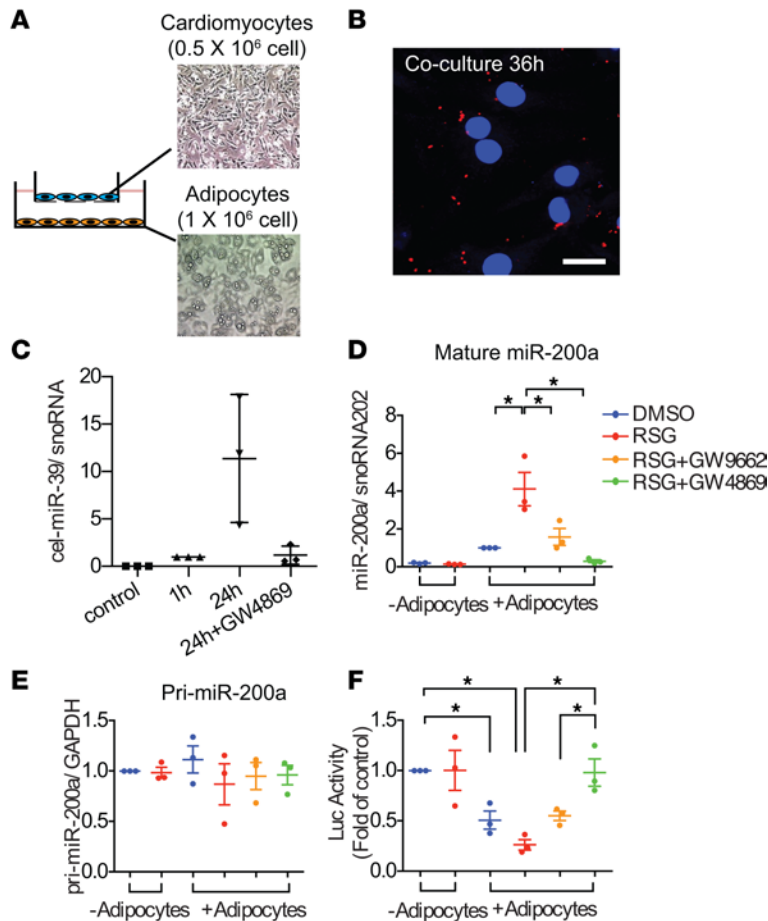 A
Cardiomyocytes
(0.5 X 10⁶ cell)
Adipocytes
(1 X 10⁶ cell)
B
Co-culture 36h
C
cel-miR-39/ snoRNA
20
15
10
5
0
control
1h
24h
24h+GW4869
D
Mature miR-200a
miR-200a/ snoRNA202
8
6
4
2
0
* * *
-Adipocytes +Adipocytes
DMSO
RSG
RSG+GW9662
RSG+GW4869
E
Pri-miR-200a
pri-miR-200a/ GAPDH
1.5
1.0
0.5
0.0
-Adipocytes +Adipocytes
F
Luc Activity
(Fold of control)
1.5
1.0
0.5
0.0
* * * *
-Adipocytes +Adipocytes